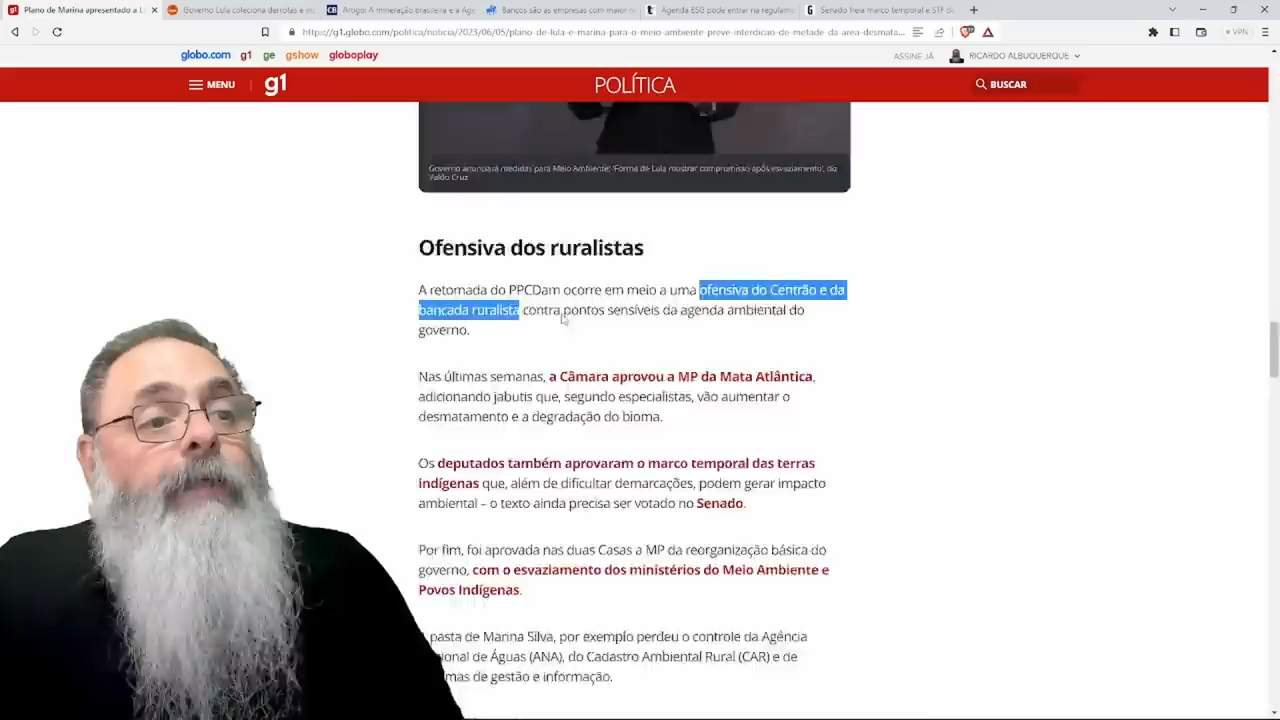 Plano de Marina apresentado a L
Governo Lula coleciona derrotas e in
Artigo: A mineração brasileira e a Age
Bancos são as empresas com maior re
Agenda ESG pode entrar na regulam
Senado freia marco temporal e STF de
https://g1.globo.com/politica/noticia/2023/06/05/plano-de-lula-e-marina-para-o-meio-ambiente-preve-interdicao-de-metade-da-area-desmata...
VPN
globo.com g1 ge gshow globoplay
ASSINE JÁ
RICARDO ALBUQUERQUE
MENU
g1
POLÍTICA
BUSCAR
Governo anunciará medidas para Meio Ambiente: 'Forma de Lula mostrar compromisso após esvaziamento', diz
Valdo Cruz
Ofensiva dos ruralistas
A retomada do PPCDam ocorre em meio a uma ofensiva do Centrão e da
bancada ruralista contra pontos sensíveis da agenda ambiental do
governo.
Nas últimas semanas, a Câmara aprovou a MP da Mata Atlântica,
adicionando jabutis que, segundo especialistas, vão aumentar o
desmatamento e a degradação do bioma.
Os deputados também aprovaram o marco temporal das terras
indígenas que, além de dificultar demarcações, podem gerar impacto
ambiental – o texto ainda precisa ser votado no Senado.
Por fim, foi aprovada nas duas Casas a MP da reorganização básica do
governo, com o esvaziamento dos ministérios do Meio Ambiente e
Povos Indígenas.
pasta de Marina Silva, por exemplo perdeu o controle da Agência
ional de Águas (ANA), do Cadastro Ambiental Rural (CAR) e de
mas de gestão e informação.